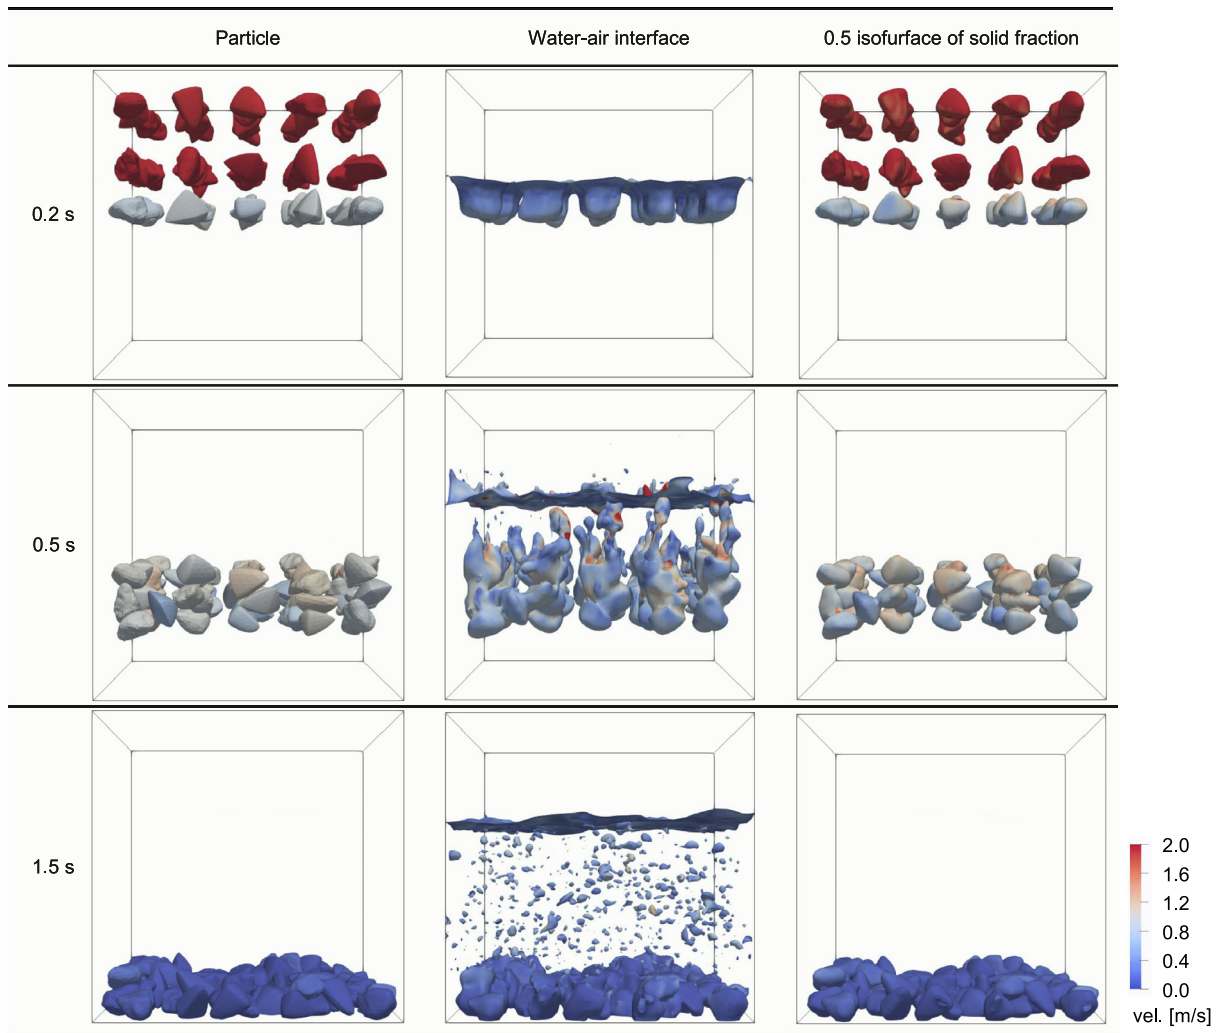 Particle
Water-air interface
0.5 isofurface of solid fraction
0.2 s
0.5 s
1.5 s
2.0
1.6
1.2
0.8
0.4
0.0
vel. [m/s]